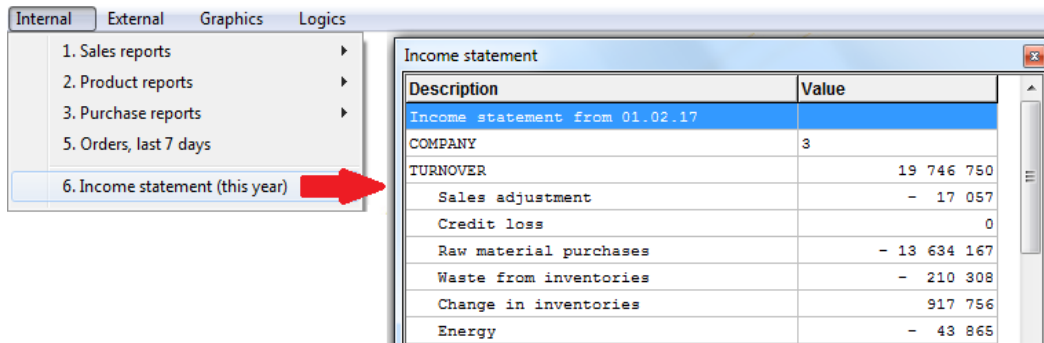 Internal External Graphics Logics
1. Sales reports
2. Product reports
3. Purchase reports
5. Orders, last 7 days
6. Income statement (this year)
Income statement
Description Value
Income statement from 01.02.17
COMPANY 3
TURNOVER 19 746 750
Sales adjustment - 17 057
Credit loss 0
Raw material purchases - 13 634 167
Waste from inventories - 210 308
Change in inventories 917 756
Energy - 43 865